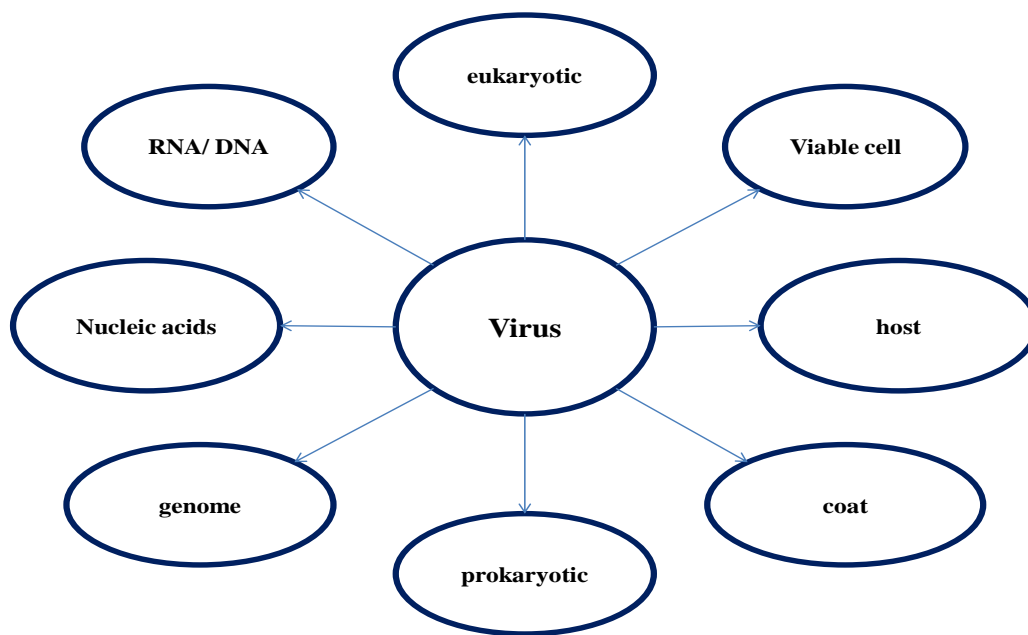 eukaryotic
RNA/ DNA
Viable cell
Nucleic acids
Virus
host
genome
coat
prokaryotic